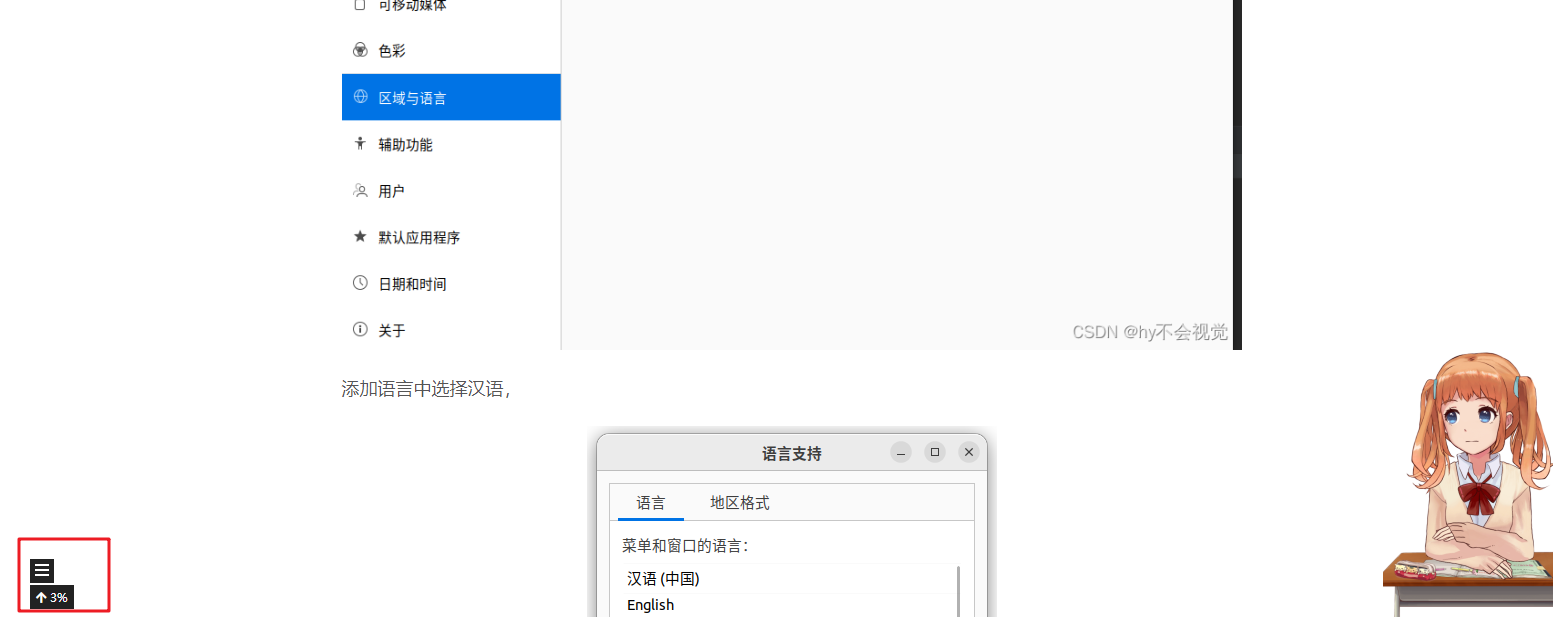 可移动媒体
色彩
区域与语言
辅助功能
用户
默认应用程序
日期和时间
关于
CSDN @hy不会视觉
添加语言中选择汉语，
语言支持
语言
地区格式
菜单和窗口的语言：
汉语 (中国)
English
3%